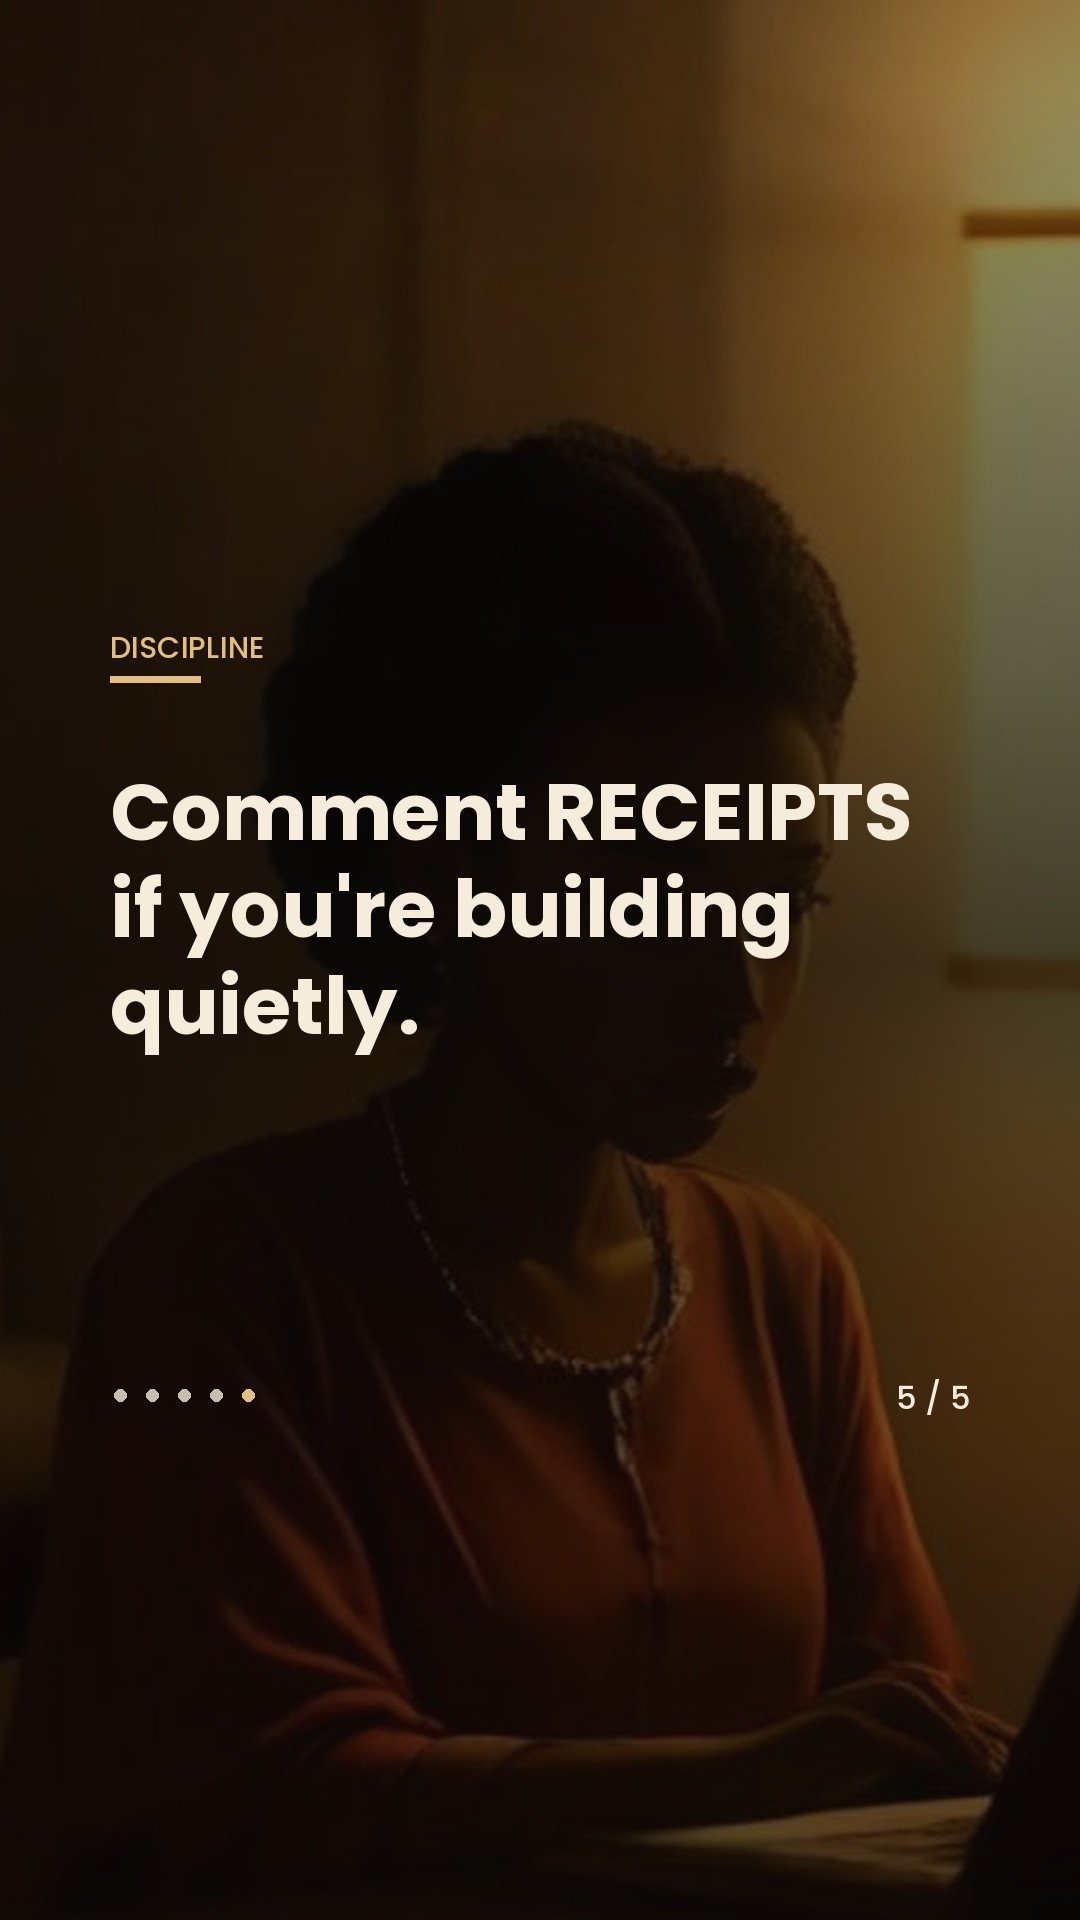 DISCIPLINE
Comment RECEIPTS
if you're building
quietly.
5 / 5